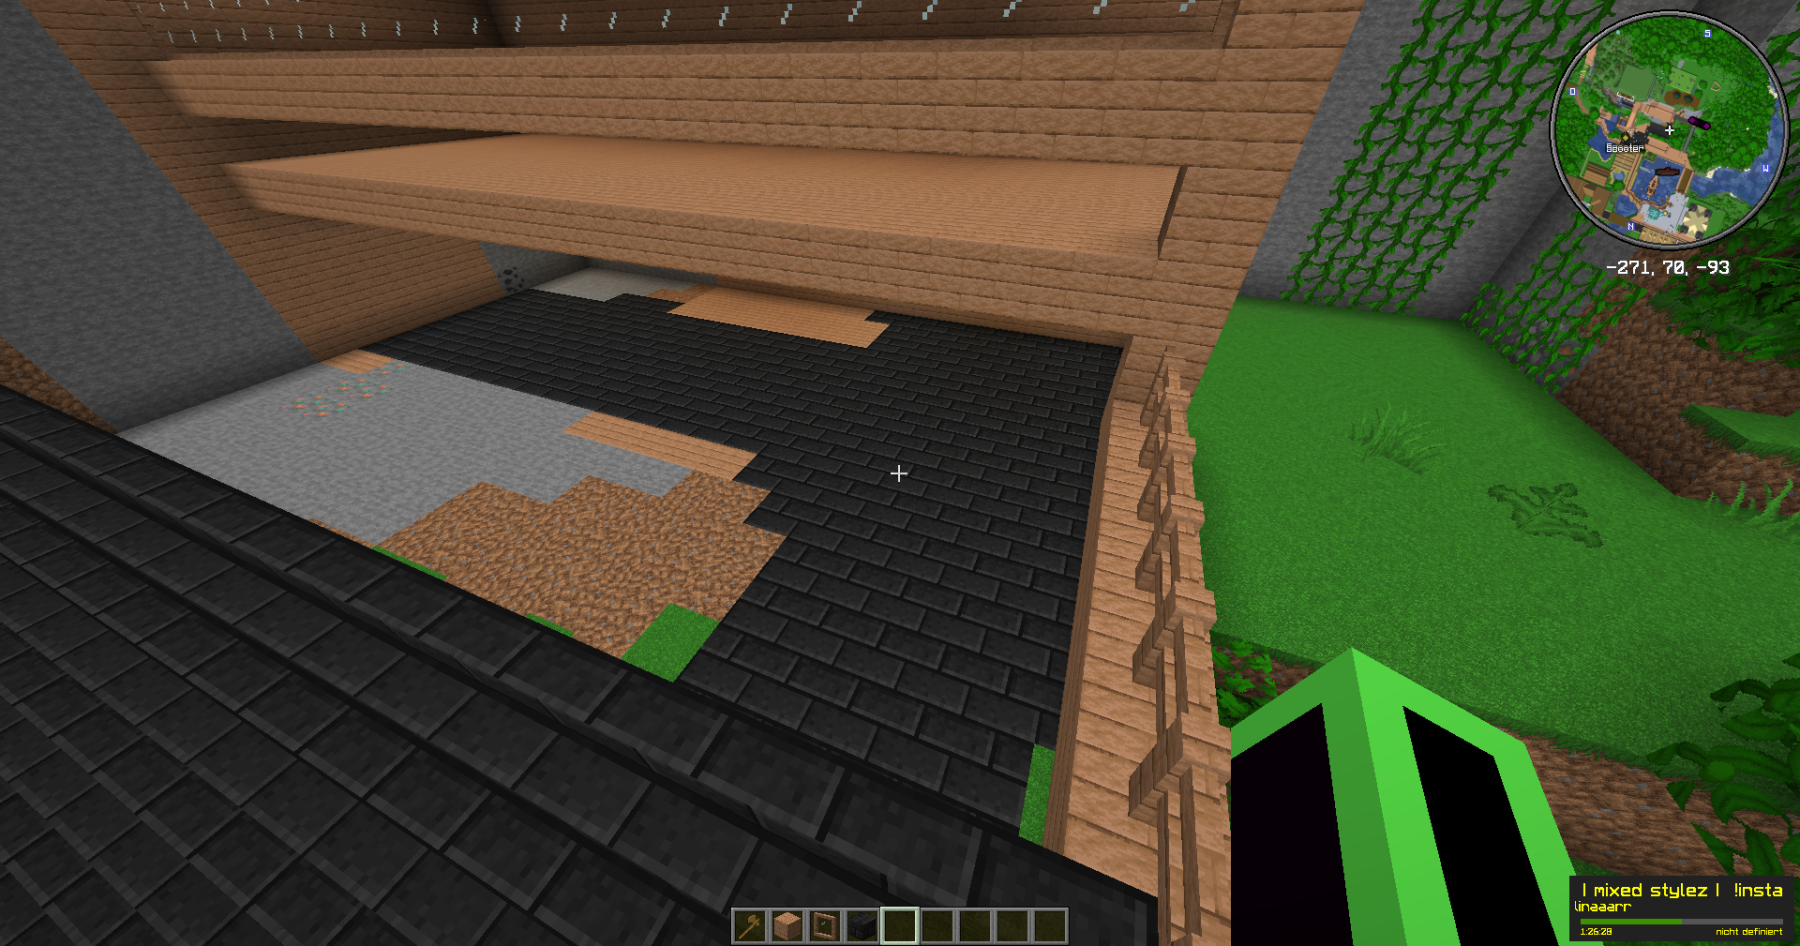 S
O
W
N
-271, 70, -93
| mixed stylez | !insta
linaaarr
1:26:28 nicht definiert